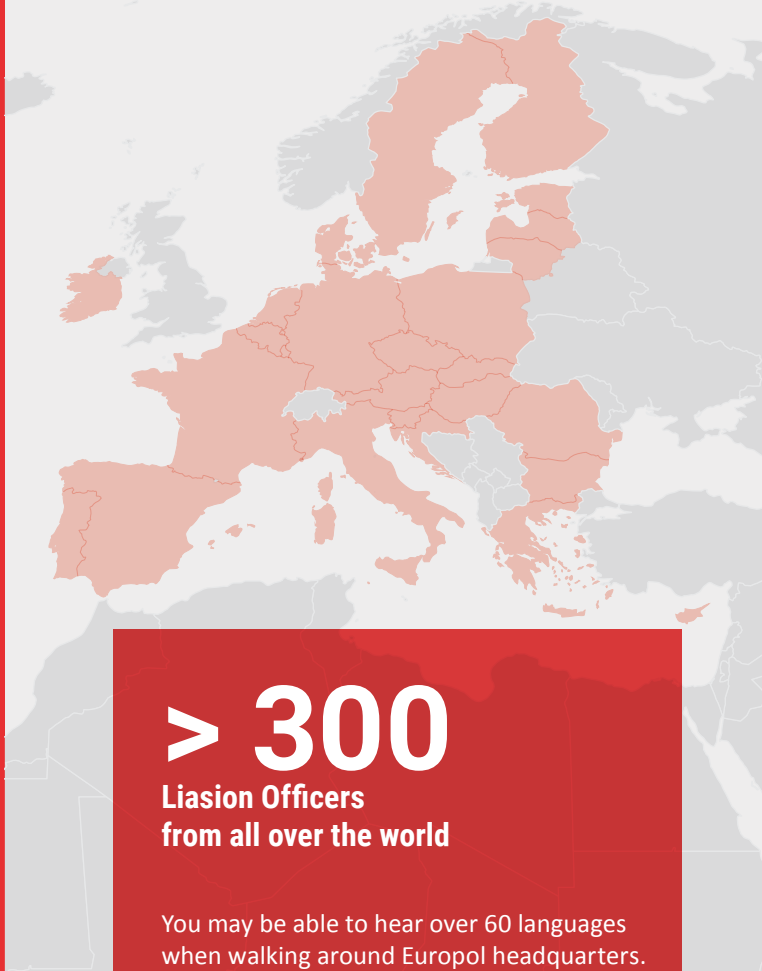 > 300
Liasion Officers
from all over the world
You may be able to hear over 60 languages
when walking around Europol headquarters.